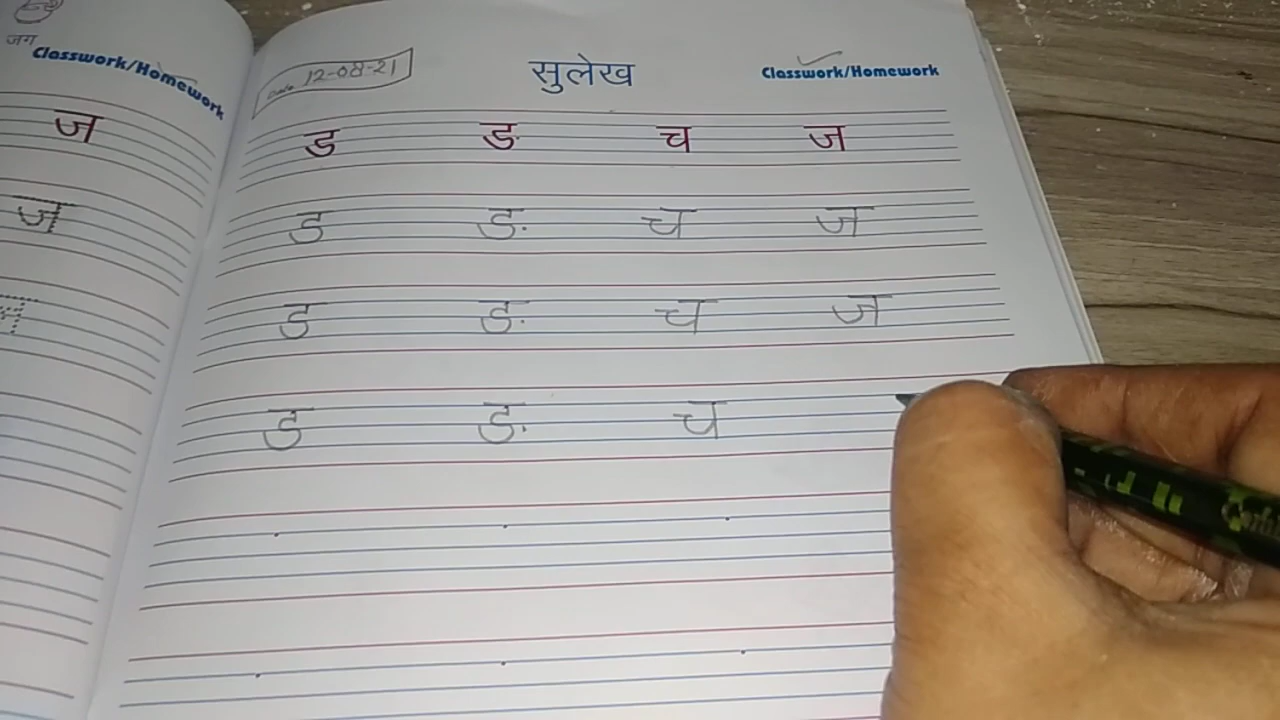 जग
Classwork/Homework
ज
ज
Date 12-08-21 सुलेख Classwork/Homework
ड ङ च ज
ड ङ च ज
ड ङ च ज
ड ङ च